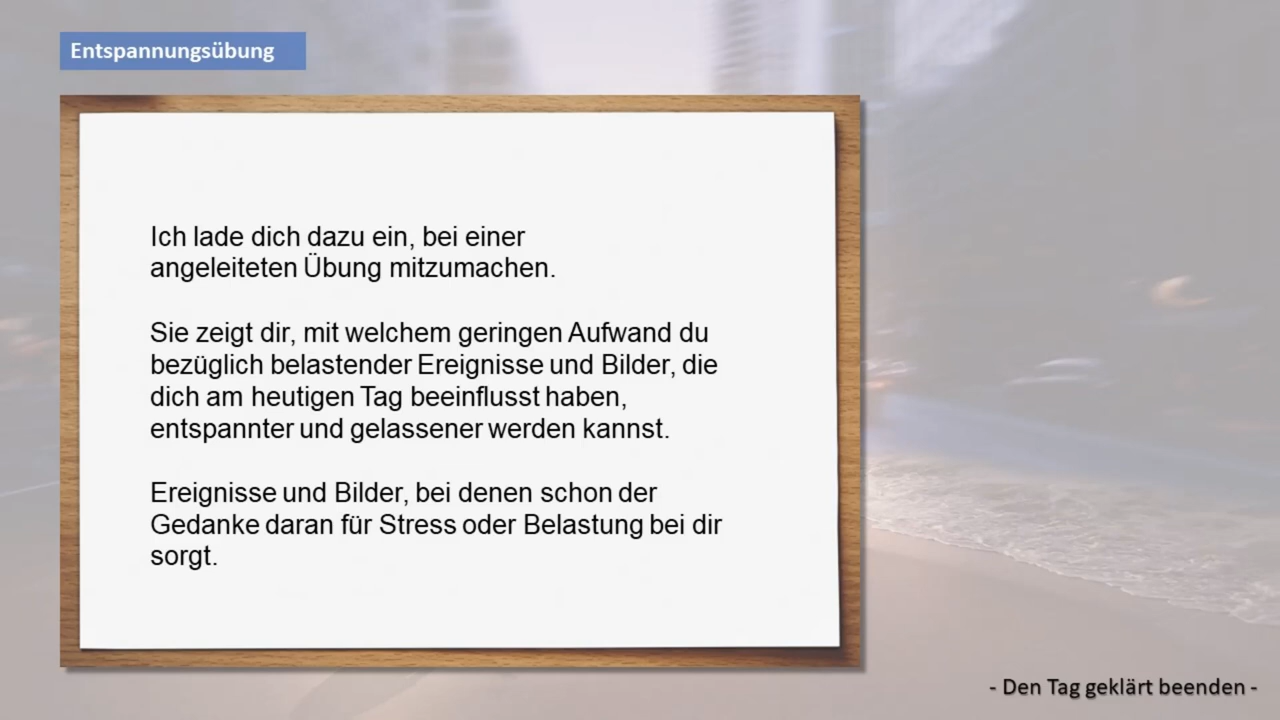 Entspannungsübung
Ich lade dich dazu ein, bei einer
angeleiteten Übung mitzumachen.
Sie zeigt dir, mit welchem geringen Aufwand du
bezüglich belastender Ereignisse und Bilder, die
dich am heutigen Tag beeinflusst haben,
entspannter und gelassener werden kannst.
Ereignisse und Bilder, bei denen schon der
Gedanke daran für Stress oder Belastung bei dir
sorgt.
- Den Tag geklärt beenden -